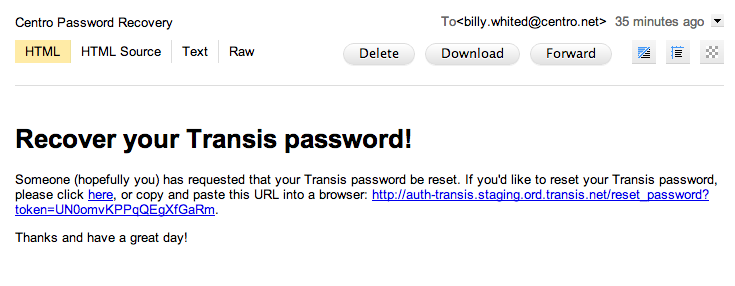 Centro Password Recovery To<billy.whited@centro.net> 35 minutes ago
HTML HTML Source Text Raw Delete Download Forward
Recover your Transis password!
Someone (hopefully you) has requested that your Transis password be reset. If you'd like to reset your Transis password,
please click here, or copy and paste this URL into a browser: http://auth-transis.staging.ord.transis.net/reset_password?
token=UN0omvKPPqQEgXfGaRm.
Thanks and have a great day!